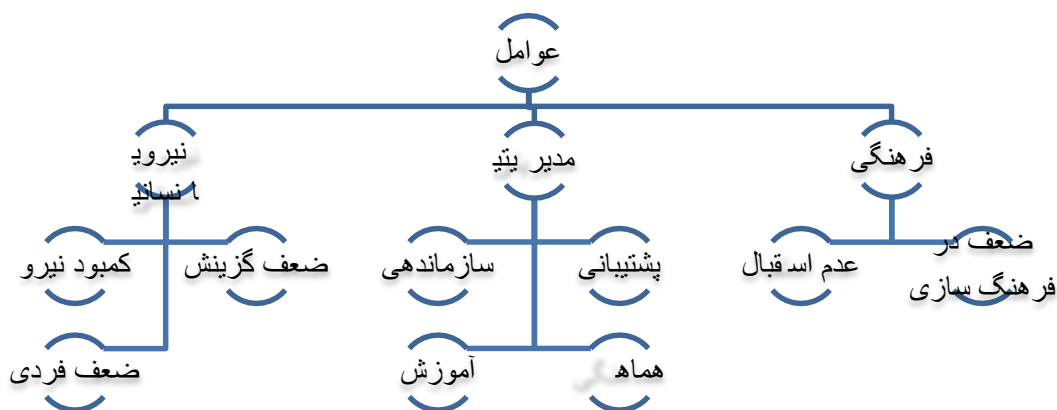 عوامل
فرهنگی
مدیریتی
نیروی
انسانی
ضعف در
فرهنگ سازی
عدم استقبال
پشتیبانی
سازماندهی
هماهنگی
آموزش
ضعف گزینش
کمبود نیرو
ضعف فردی